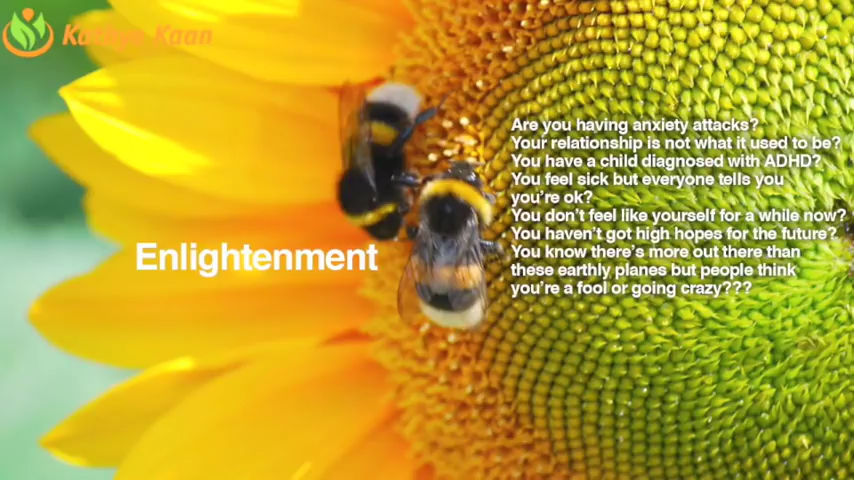 Kathye Kaan
Are you having anxiety attacks?
Your relationship is not what it used to be?
You have a child diagnosed with ADHD?
You feel sick but everyone tells you
you're ok?
You don't feel like yourself for a while now?
You haven't got high hopes for the future?
You know there's more out there than
these earthly planes but people think
you're a fool or going crazy???
Enlightenment